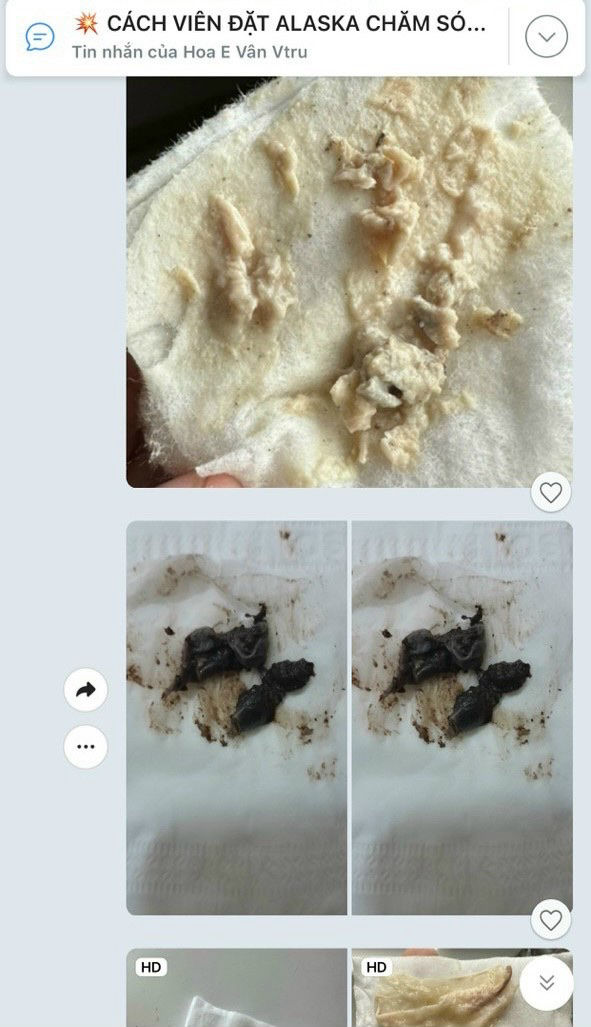 💥 CÁCH VIÊN ĐẶT ALASKA CHĂM SÓ...
Tin nhắn của Hoa E Vân Vtru
HD
HD